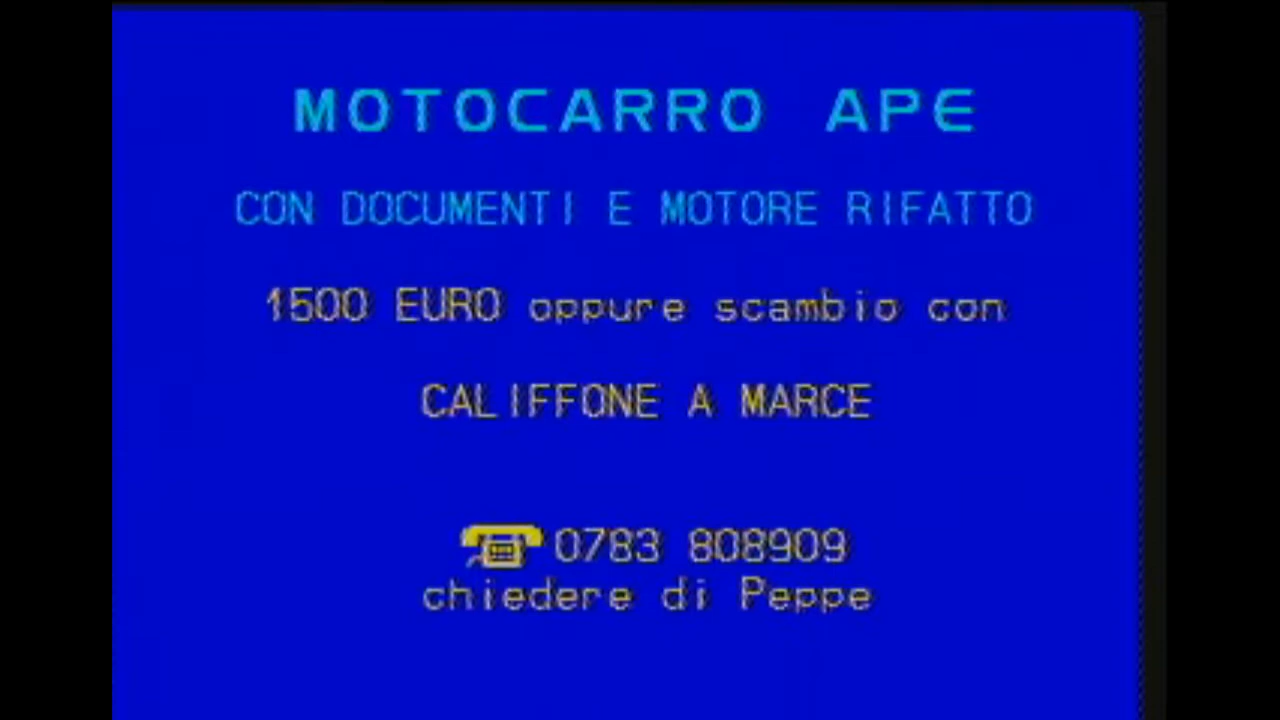 MOTOCARRO APE
CON DOCUMENTI E MOTORE RIFATTO
1500 EURO oppure scambio con
CALIFFONE A MARCE
0783 808909
chiedere di Peppe